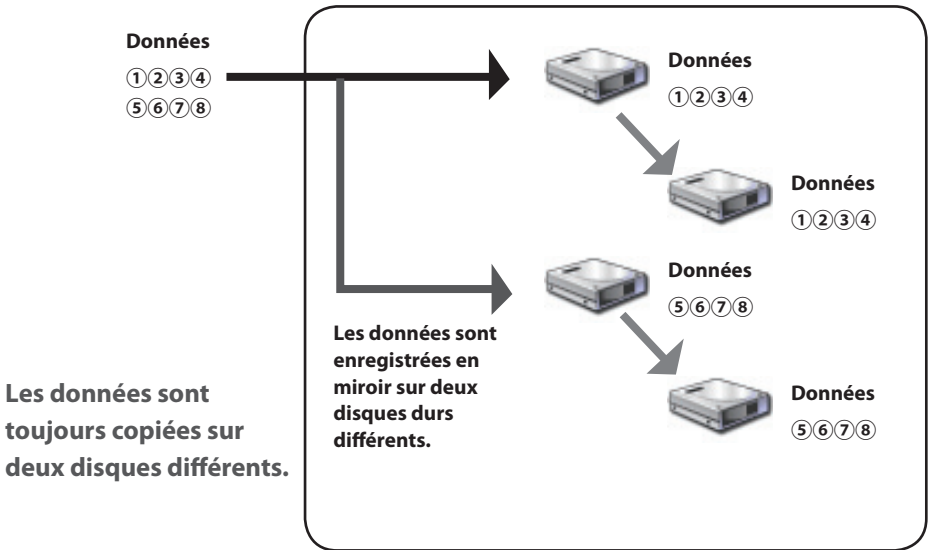 Données
①②③④
⑤⑥⑦⑧
Données
①②③④
Données
①②③④
Données
⑤⑥⑦⑧
Les données sont
enregistrées en
miroir sur deux
disques durs
différents.
Données
⑤⑥⑦⑧
Les données sont
toujours copiées sur
deux disques différents.